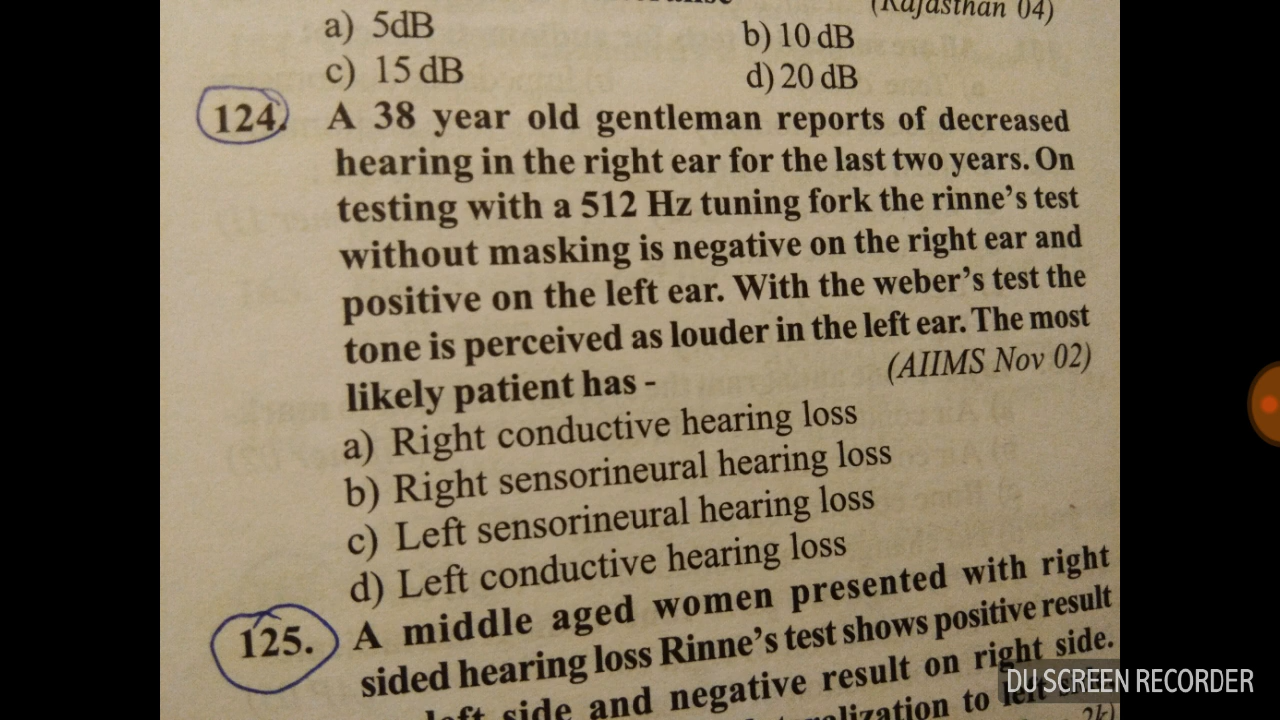 (Rajasthan 04)
a) 5dB b) 10 dB
c) 15 dB d) 20 dB
124. A 38 year old gentleman reports of decreased
hearing in the right ear for the last two years. On
testing with a 512 Hz tuning fork the rinne's test
without masking is negative on the right ear and
positive on the left ear. With the weber's test the
tone is perceived as louder in the left ear. The most
likely patient has - (AIIMS Nov 02)
a) Right conductive hearing loss
b) Right sensorineural hearing loss
c) Left sensorineural hearing loss
d) Left conductive hearing loss
125. A middle aged women presented with right
sided hearing loss Rinne's test shows positive result
left side and negative result on right side.
to left
2k)
DU SCREEN RECORDER